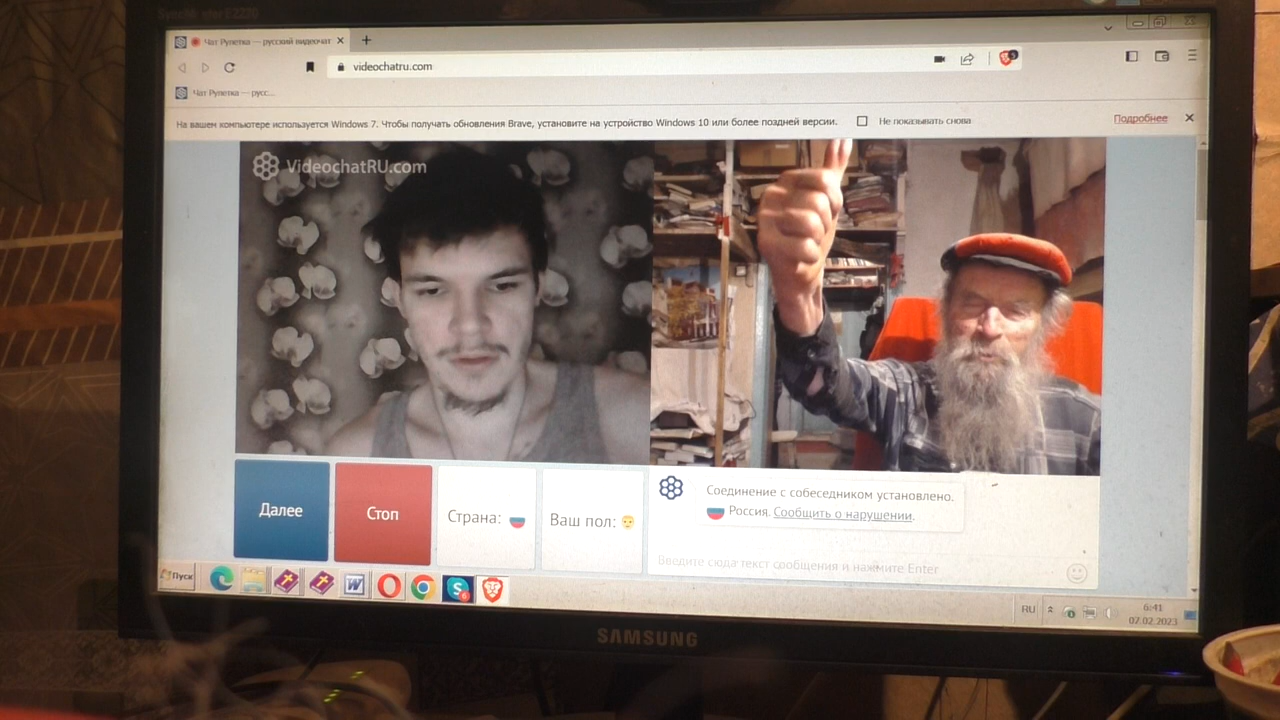 Чат Рулетка — русский видеочат
videochatru.com
Чат Рулетка — русс...
На вашем компьютере используется Windows 7. Чтобы получать обновления Brave, установите на устройство Windows 10 или более поздней версии.
Не показывать снова
Подробнее
VideochatRU.com
Далее
Стоп
Страна:
Ваш пол:
Соединение с собеседником установлено.
Россия. Сообщить о нарушении.
Введите сюда текст сообщения и нажмите Enter
Пуск
RU
6:41
07.02.2023
SAMSUNG